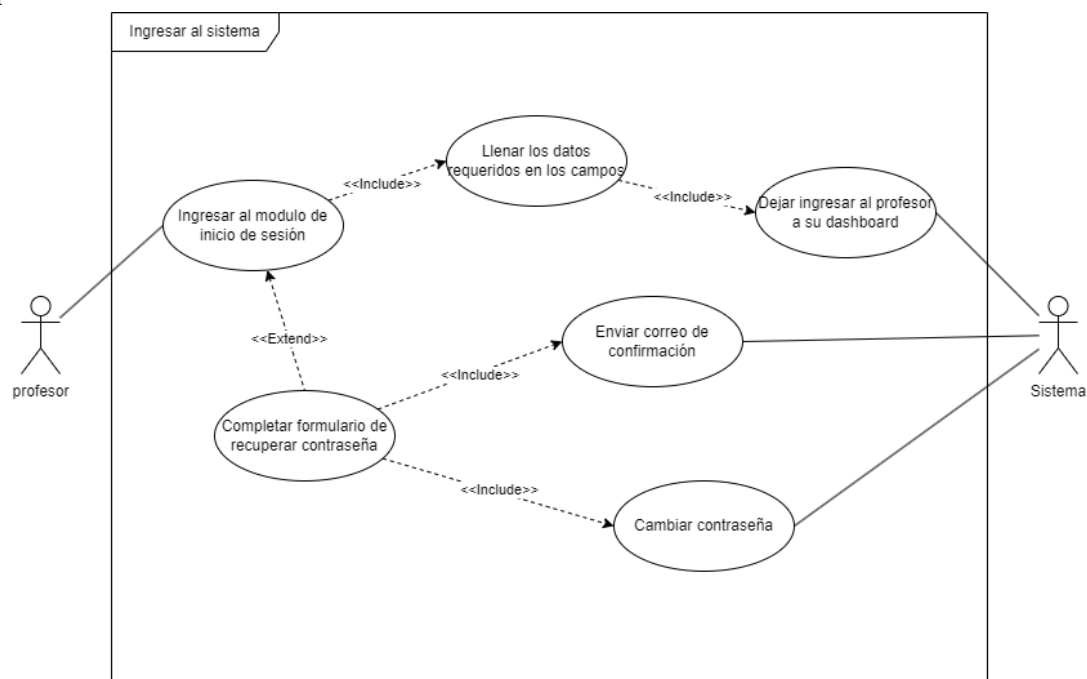 Ingresar al sistema
Llenar los datos
requeridos en los campos
<<Include>>
<<Include>>
Dejar ingresar al profesor
a su dashboard
Ingresar al modulo de
inicio de sesión
<<Extend>>
Enviar correo de
confirmación
<<Include>>
profesor
Sistema
Completar formulario de
recuperar contraseña
<<Include>>
Cambiar contraseña